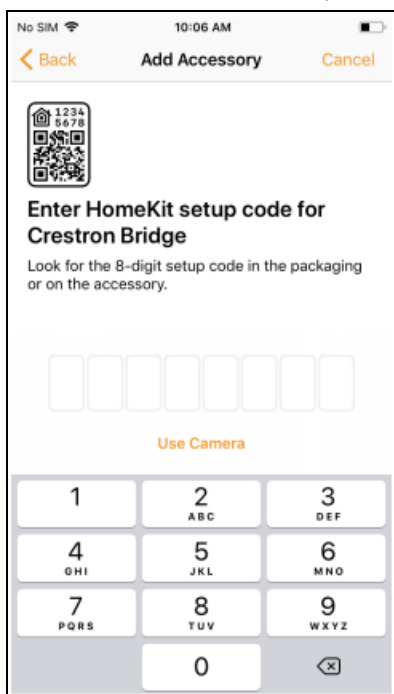 No SIM 10:06 AM
Back Add Accessory Cancel
1234
5678
Enter HomeKit setup code for
Crestron Bridge
Look for the 8-digit setup code in the packaging
or on the accessory.
Use Camera
1 2 3
ABC DEF
4 5 6
GHI JKL MNO
7 8 9
PQRS TUV WXYZ
0